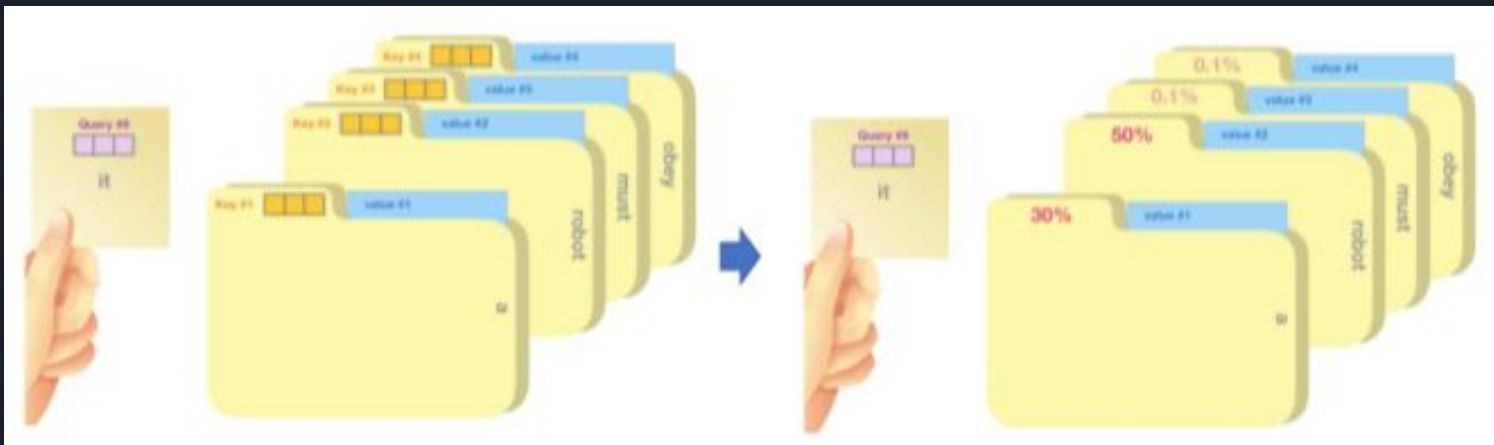 Key #4
value #4
Key #3
value #3
Key #2
value #2
Key #1
value #1
Query #9
it
obey
must
robot
a
0.1%
value #4
0.1%
value #3
50%
value #2
30%
value #1
Query #9
it
obey
must
robot
a